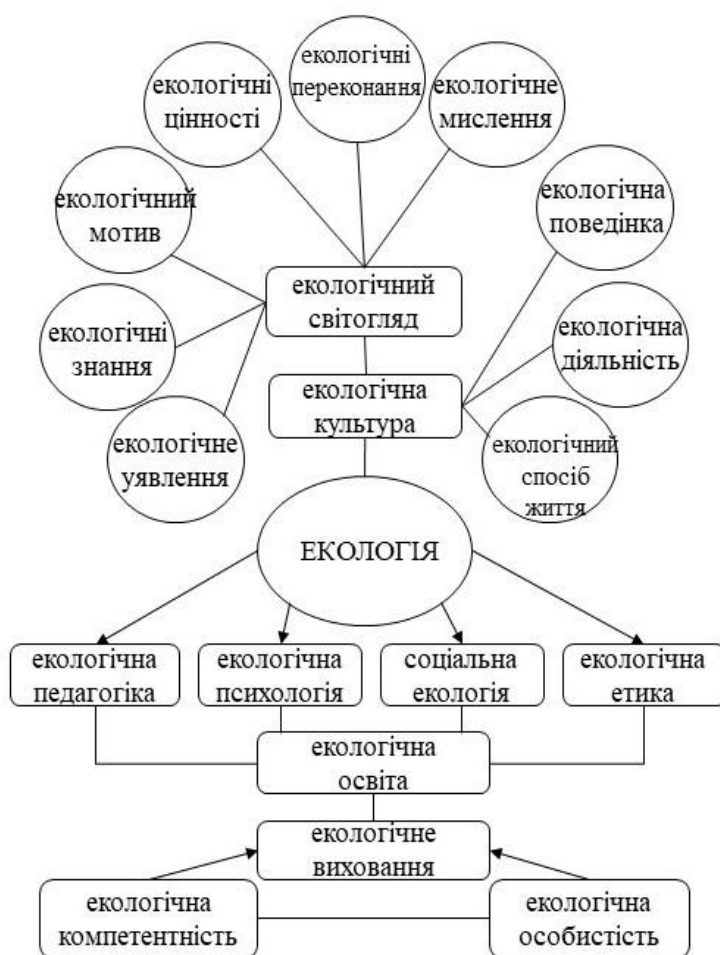 екологічні
переконання
екологічні
цінності
екологічне
мислення
екологічний
мотив
екологічна
поведінка
екологічний
світогляд
екологічні
знання
екологічна
діяльність
екологічна
культура
екологічне
уявлення
екологічний
спосіб
життя
ЕКОЛОГІЯ
екологічна
педагогіка
екологічна
психологія
соціальна
екологія
екологічна
етика
екологічна
освіта
екологічне
виховання
екологічна
компетентність
екологічна
особистість